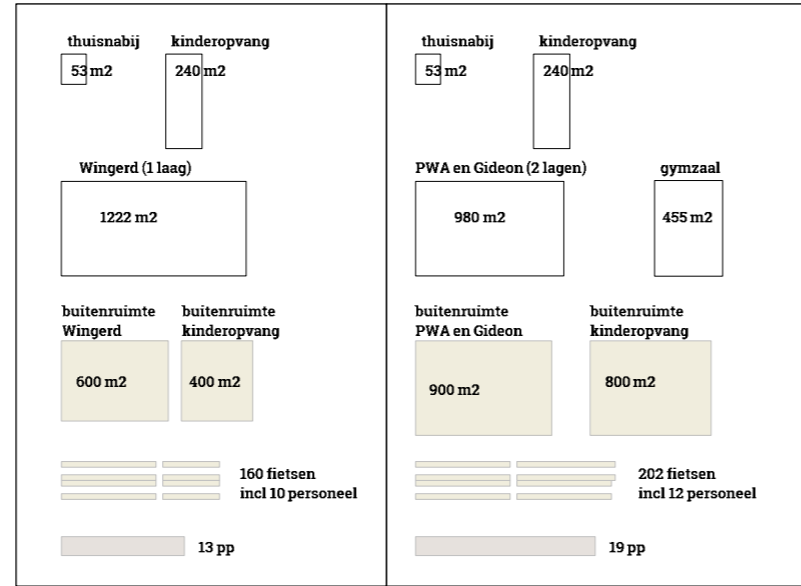 thuisnabij
kinderopvang
53 m2
240 m2
Wingerd (1 laag)
1222 m2
buitenruimte
Wingerd
buitenruimte
kinderopvang
600 m2
400 m2
160 fietsen
incl 10 personeel
13 pp
thuisnabij
kinderopvang
53 m2
240 m2
PWA en Gideon (2 lagen)
gymzaal
980 m2
455 m2
buitenruimte
PWA en Gideon
buitenruimte
kinderopvang
900 m2
800 m2
202 fietsen
incl 12 personeel
19 pp